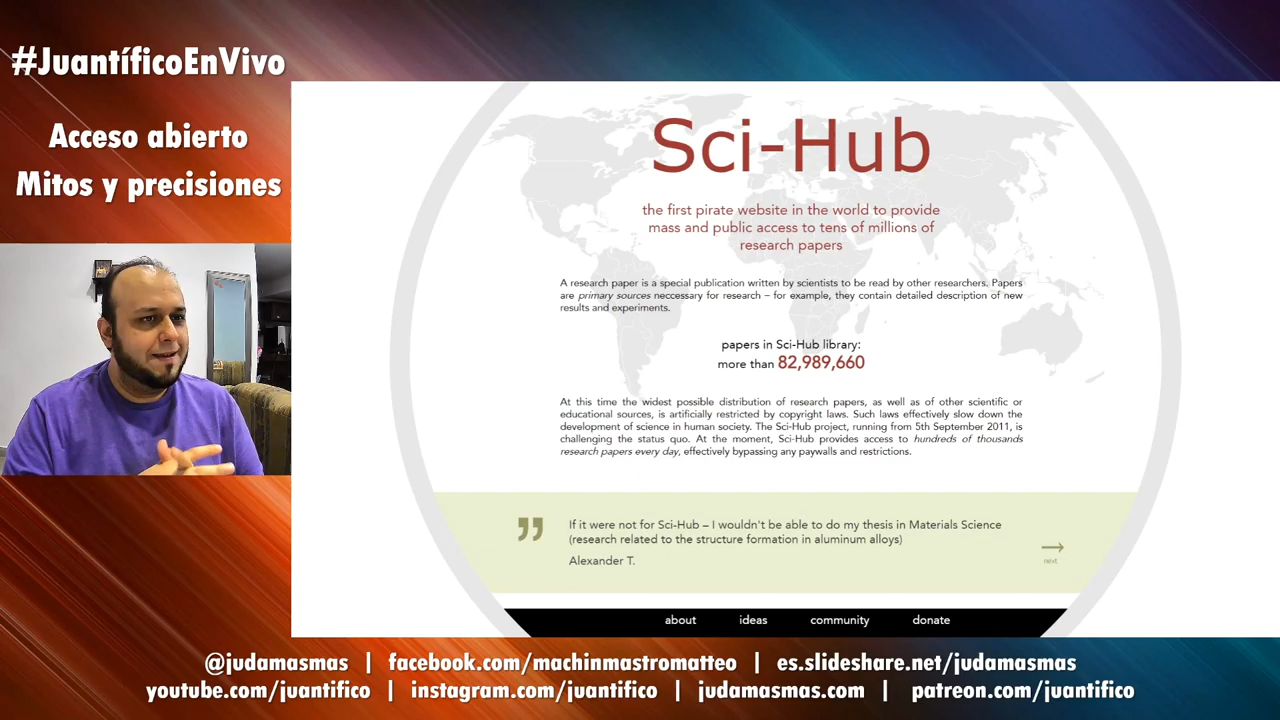 #JuantíficoEnVivo
Acceso abierto
Mitos y precisiones
Sci-Hub
the first pirate website in the world to provide
mass and public access to tens of millions of
research papers
A research paper is a special publication written by scientists to be read by other researchers. Papers
are primary sources neccessary for research – for example, they contain detailed description of new
results and experiments.
papers in Sci-Hub library:
more than 82,989,660
At this time the widest possible distribution of research papers, as well as of other scientific or
educational sources, is artificially restricted by copyright laws. Such laws effectively slow down the
development of science in human society. The Sci-Hub project, running from 5th September 2011, is
challenging the status quo. At the moment, Sci-Hub provides access to hundreds of thousands
research papers every day, effectively bypassing any paywalls and restrictions.
If it were not for Sci-Hub – I wouldn't be able to do my thesis in Materials Science
(research related to the structure formation in aluminum alloys)
Alexander T.
next
about ideas community donate
@judamasmas | facebook.com/machinmastromatteo | es.slideshare.net/judamasmas
youtube.com/juantifico | instagram.com/juantifico | judamasmas.com | patreon.com/juantifico